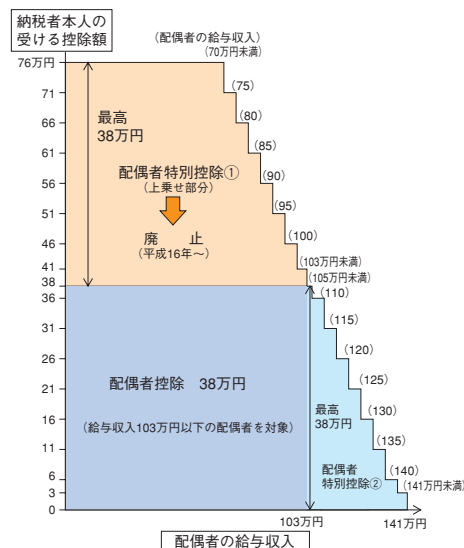 納税者本人の
受ける控除額
(配偶者の給与収入)
(70万円未満)
76万円
71
66
61
56
51
46
41
38
36
31
26
21
16
11
6
3
0
(75)
(80)
(85)
(90)
(95)
(100)
(103万円未満)
(105万円未満)
(110)
(115)
(120)
(125)
(130)
(135)
(140)
(141万円未満)
最高
38万円
配偶者特別控除①
(上乗せ部分)
廃 止
(平成16年~)
配偶者控除 38万円
(給与収入103万円以下の配偶者を対象)
最高
38万円
配偶者
特別控除②
103万円
141万円
配偶者の給与収入